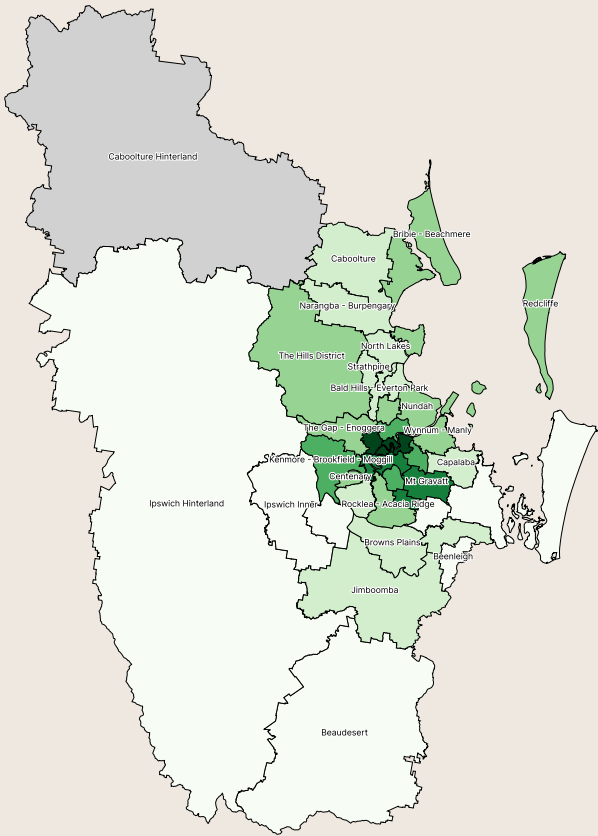 Caboolture Hinterland
Bribie - Beachmere
Caboolture
Redcliffe
Narangba - Burpengary
North Lakes
The Hills District
Strathpine
Bald Hills - Everton Park
Nundah
The Gap - Enoggera
Wynnum - Manly
Kenmore - Brookfield - Moggill
Capalaba
Centenary
Mt Gravatt
Ipswich Hinterland
Ipswich Inner
Rocklea - Acacia Ridge
Browns Plains
Beenleigh
Jimboomba
Beaudesert